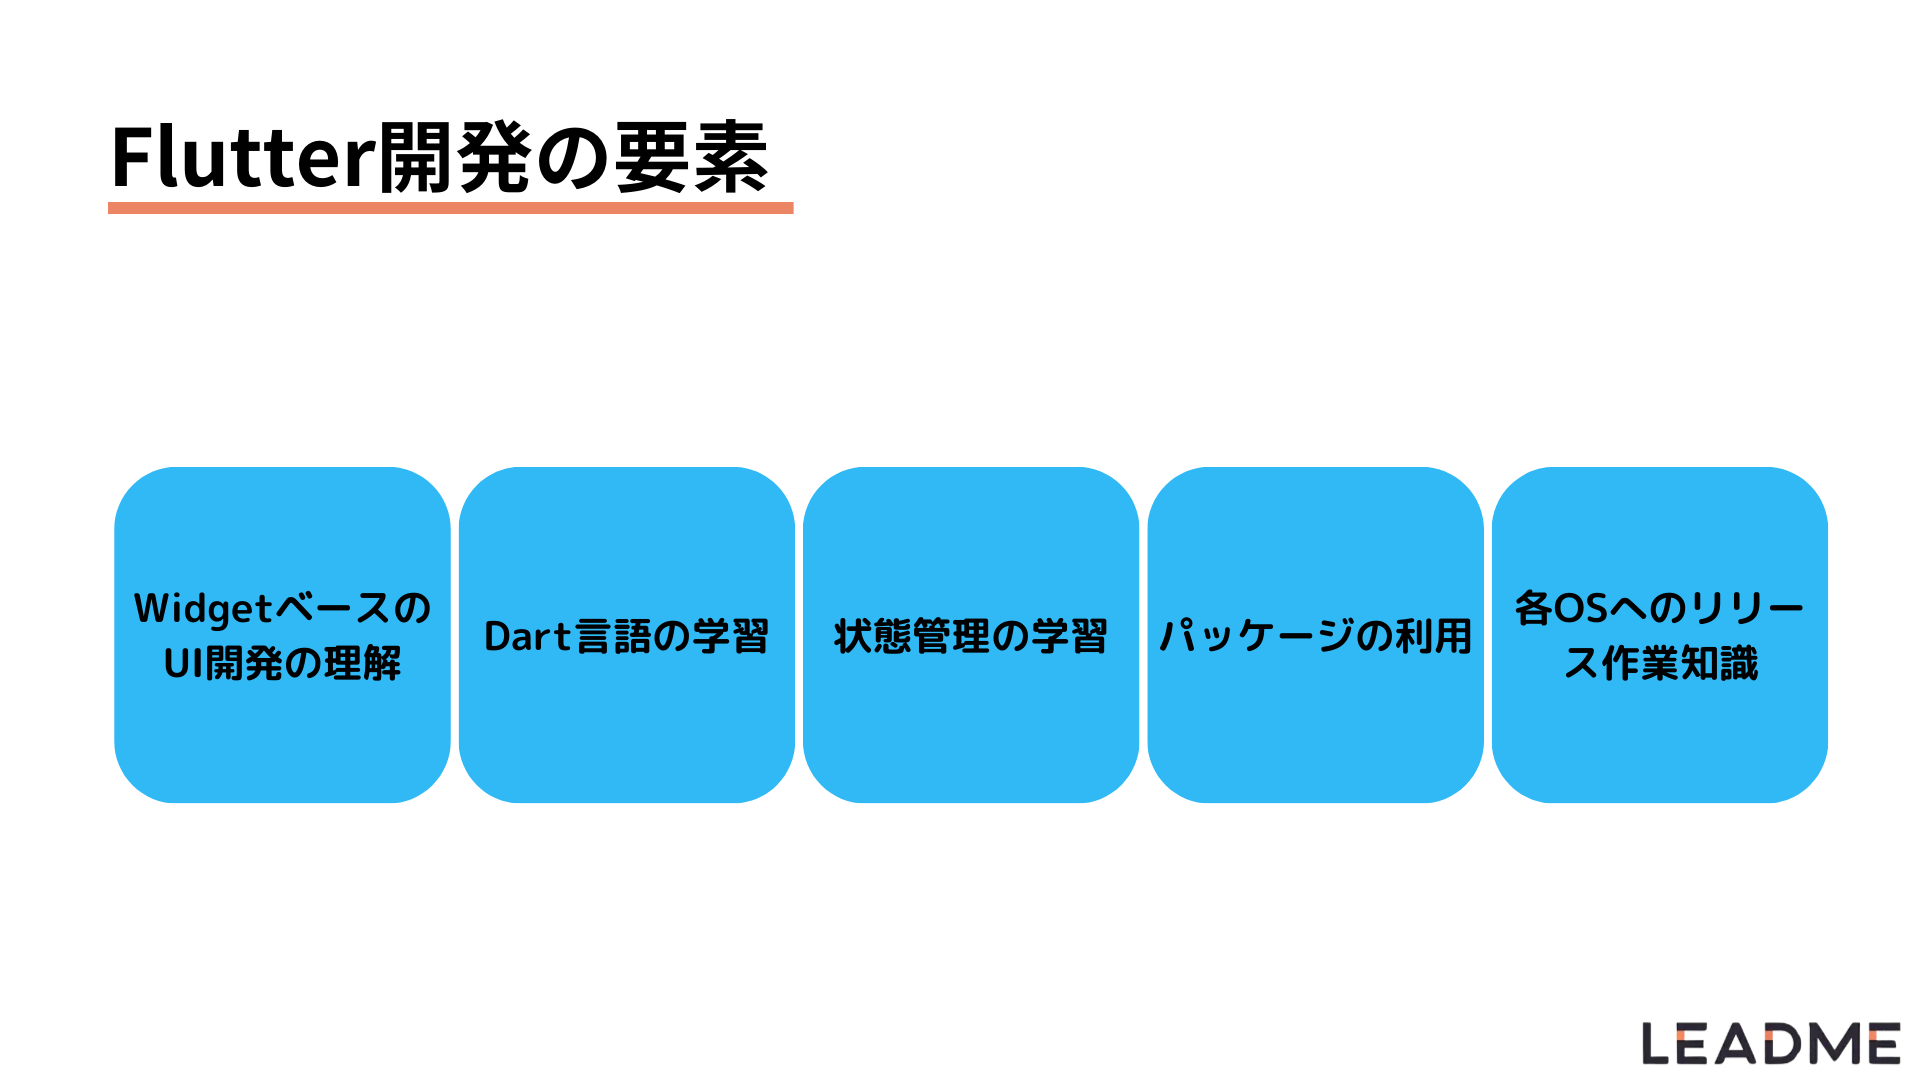 Flutter開発の要素
Widgetベースの
UI開発の理解
Dart言語の学習
状態管理の学習
パッケージの利用
各OSへのリリー
ス作業知識
LEADME